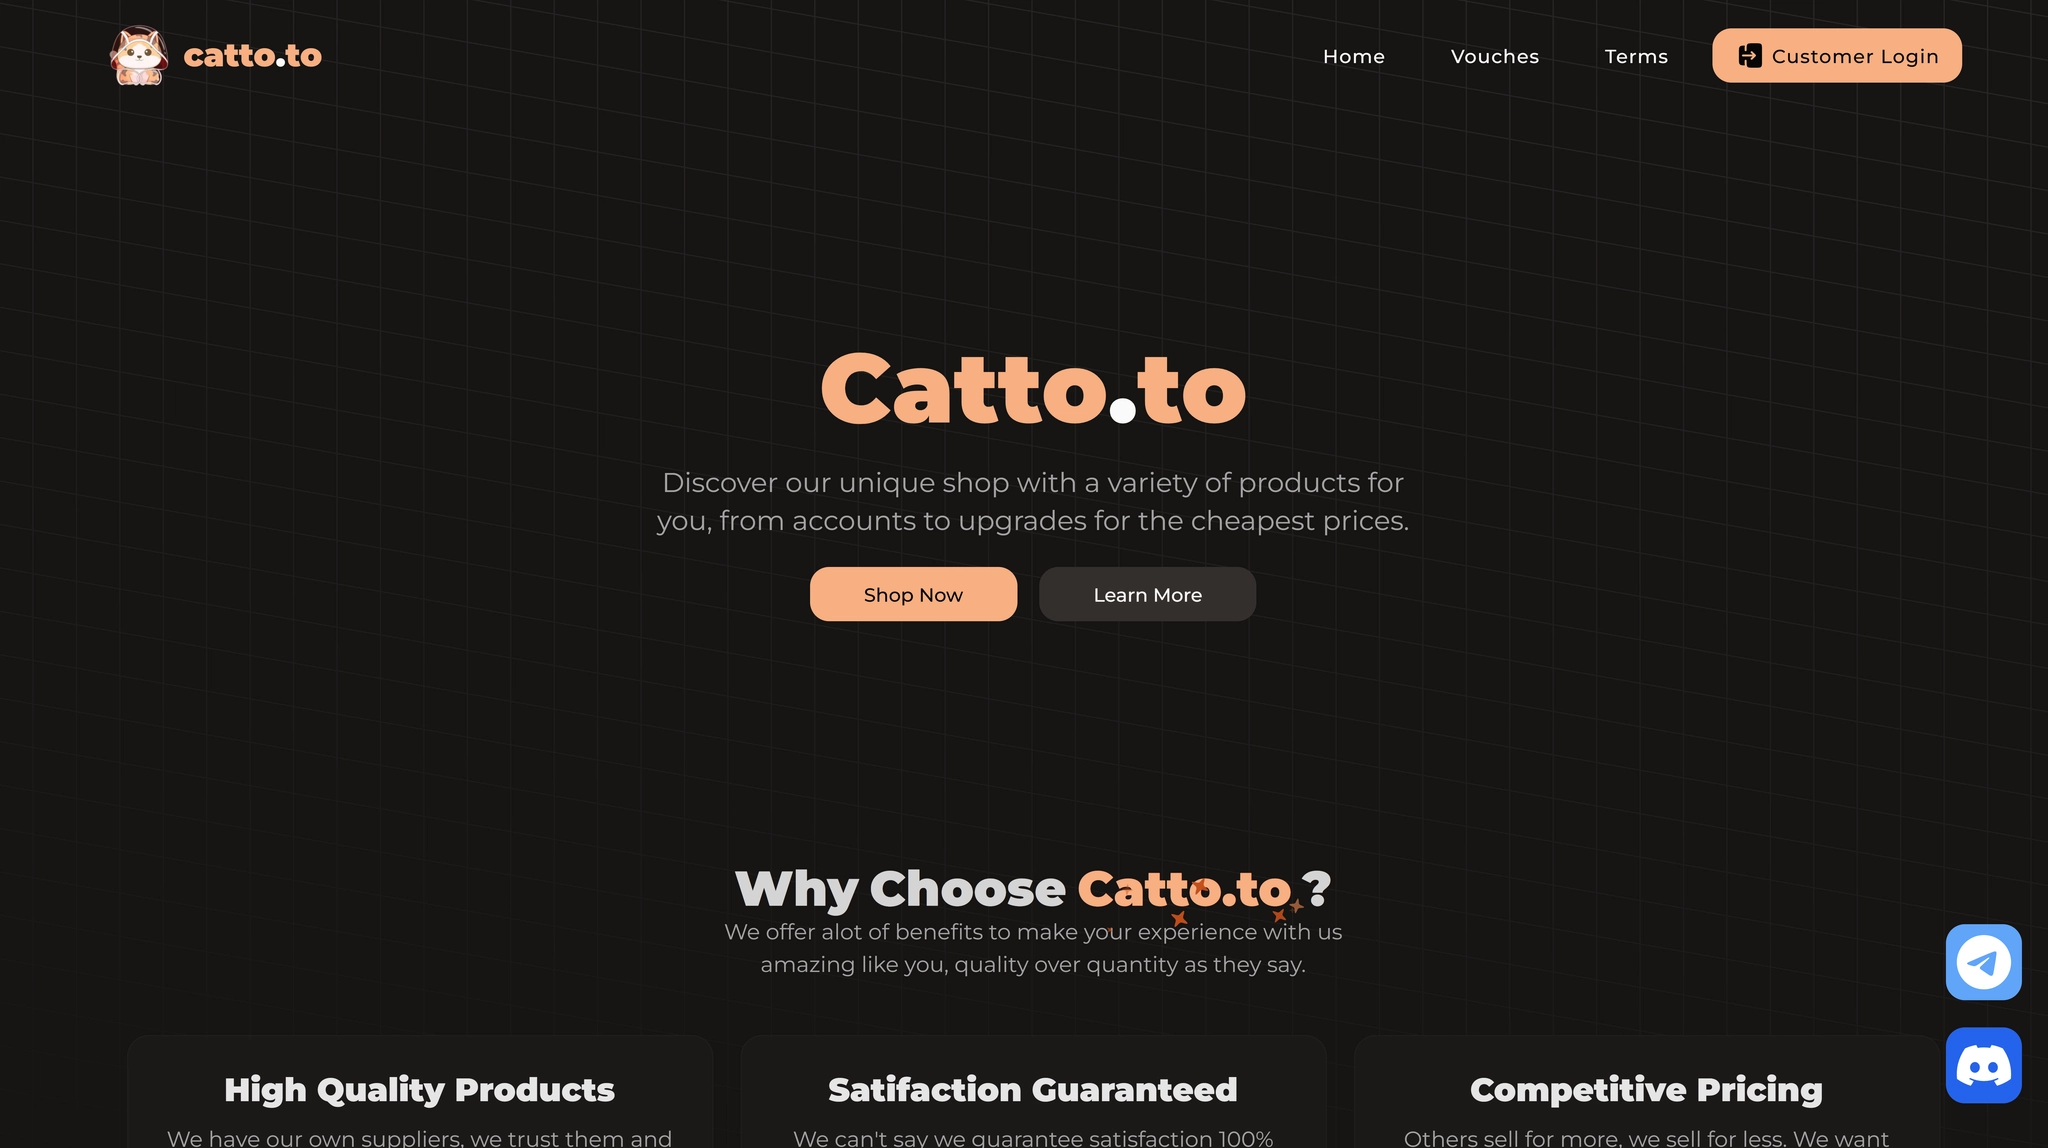 catto.to
Home
Vouches
Terms
Customer Login
Catto.to
Discover our unique shop with a variety of products for
you, from accounts to upgrades for the cheapest prices.
Shop Now
Learn More
Why Choose Catto.to ?
We offer alot of benefits to make your experience with us
amazing like you, quality over quantity as they say.
High Quality Products
We have our own suppliers, we trust them and
Satifaction Guaranteed
We can't say we guarantee satisfaction 100%
Competitive Pricing
Others sell for more, we sell for less. We want